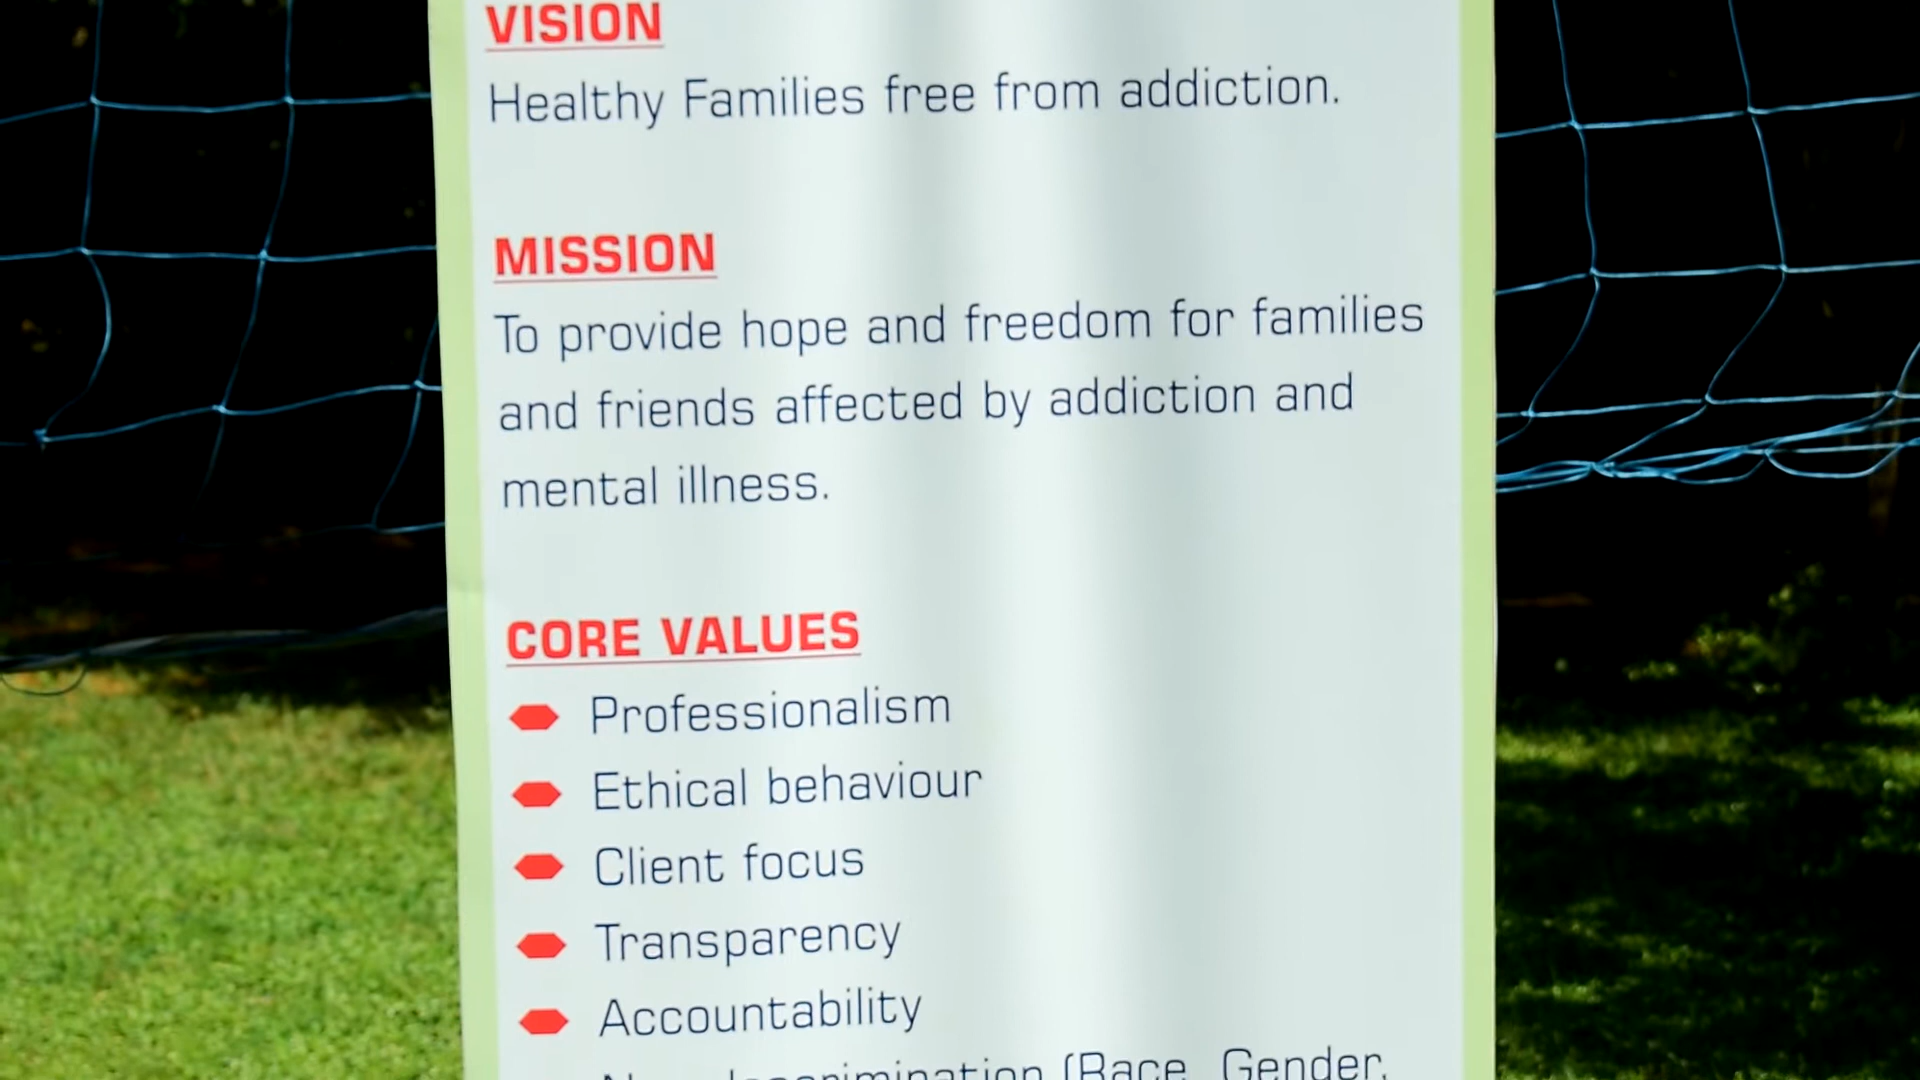 VISION
Healthy Families free from addiction.
MISSION
To provide hope and freedom for families
and friends affected by addiction and
mental illness.
CORE VALUES
Professionalism
Ethical behaviour
Client focus
Transparency
Accountability
discrimination (Race, Gender,